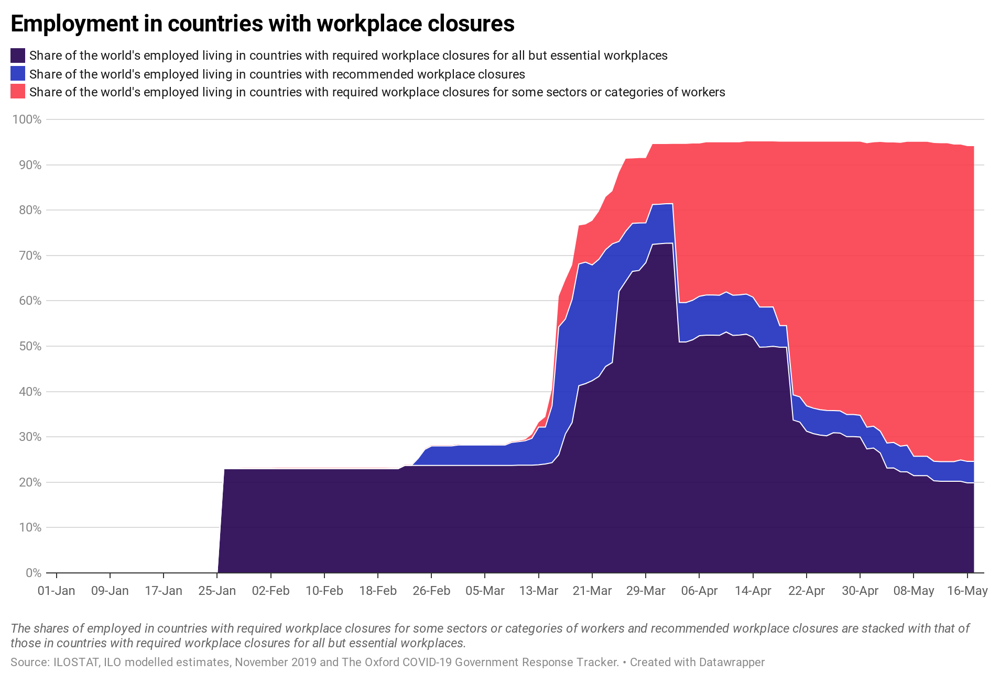 Employment in countries with workplace closures
Share of the world's employed living in countries with required workplace closures for all but essential workplaces
Share of the world's employed living in countries with recommended workplace closures
Share of the world's employed living in countries with required workplace closures for some sectors or categories of workers
100%
90%
80%
70%
60%
50%
40%
30%
20%
10%
0%
01-Jan 09-Jan 17-Jan 25-Jan 02-Feb 10-Feb 18-Feb 26-Feb 05-Mar 13-Mar 21-Mar 29-Mar 06-Apr 14-Apr 22-Apr 30-Apr 08-May 16-May
The shares of employed in countries with required workplace closures for some sectors or categories of workers and recommended workplace closures are stacked with that of
those in countries with required workplace closures for all but essential workplaces.
Source: ILOSTAT, ILO modelled estimates, November 2019 and The Oxford COVID-19 Government Response Tracker. • Created with Datawrapper